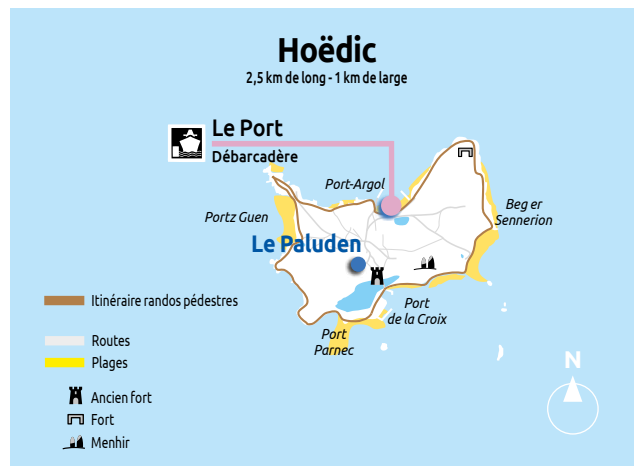 Hoëdic
2,5 km de long - 1 km de large
Le Port
Débarcadère
Port-Argol
Portz Guen
Beg er
Sennerion
Le Paluden
Port
de la Croix
Port
Parnec
Itinéraire randos pédestres
Routes
Plages
Ancien fort
Fort
Menhir
N